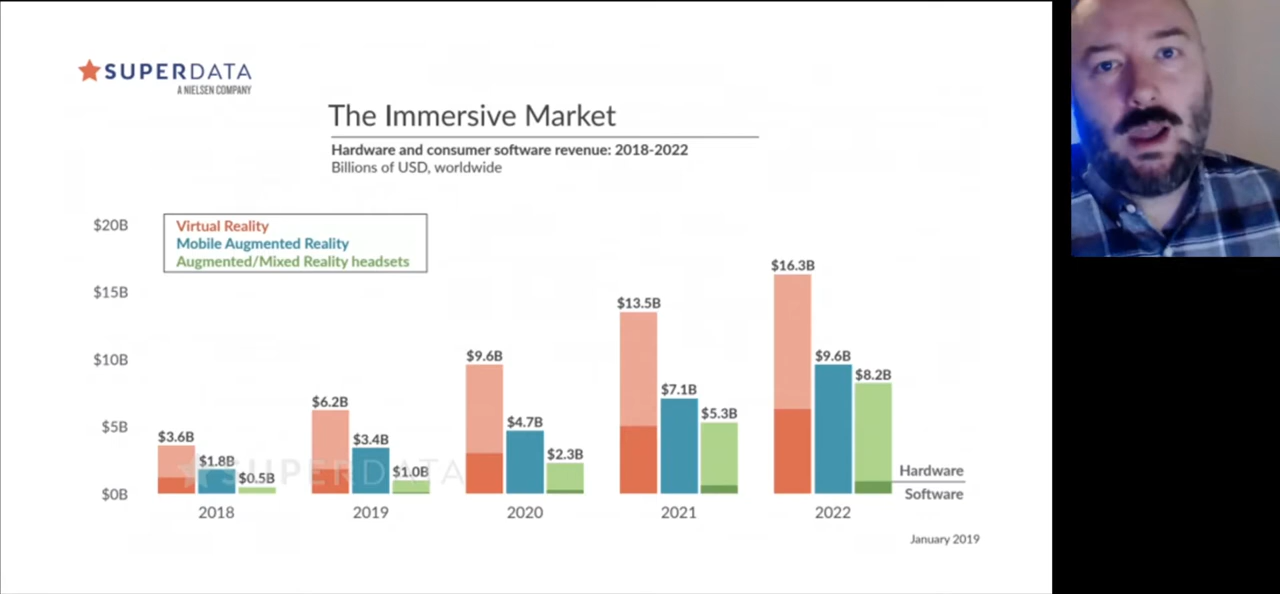 SUPERDATA
A NIELSEN COMPANY
The Immersive Market
Hardware and consumer software revenue: 2018-2022
Billions of USD, worldwide
Virtual Reality
Mobile Augmented Reality
Augmented/Mixed Reality headsets
$20B
$15B
$10B
$5B
$0B
$3.6B
$1.8B
$0.5B
$6.2B
$3.4B
$1.0B
$9.6B
$4.7B
$2.3B
$13.5B
$7.1B
$5.3B
$16.3B
$9.6B
$8.2B
SUPERDATA
Hardware
Software
2018
2019
2020
2021
2022
January 2019